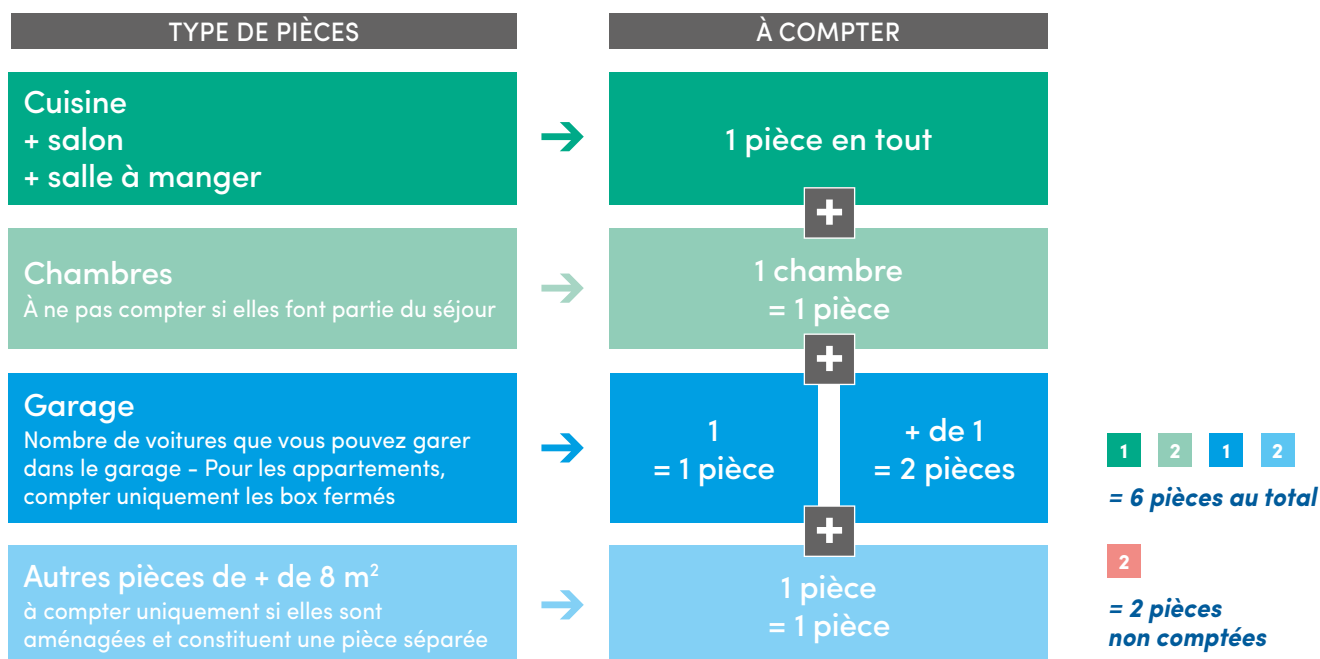 TYPE DE PIÈCES
À COMPTER
Cuisine
+ salon
+ salle à manger
1 pièce en tout
+
Chambres
À ne pas compter si elles font partie du séjour
1 chambre
= 1 pièce
+
Garage
Nombre de voitures que vous pouvez garer
dans le garage - Pour les appartements,
compter uniquement les box fermés
1
= 1 pièce
+ de 1
= 2 pièces
+
Autres pièces de + de 8 m²
à compter uniquement si elles sont
aménagées et constituent une pièce séparée
1 pièce
= 1 pièce
1 2 1 2
= 6 pièces au total
2
= 2 pièces
non comptées